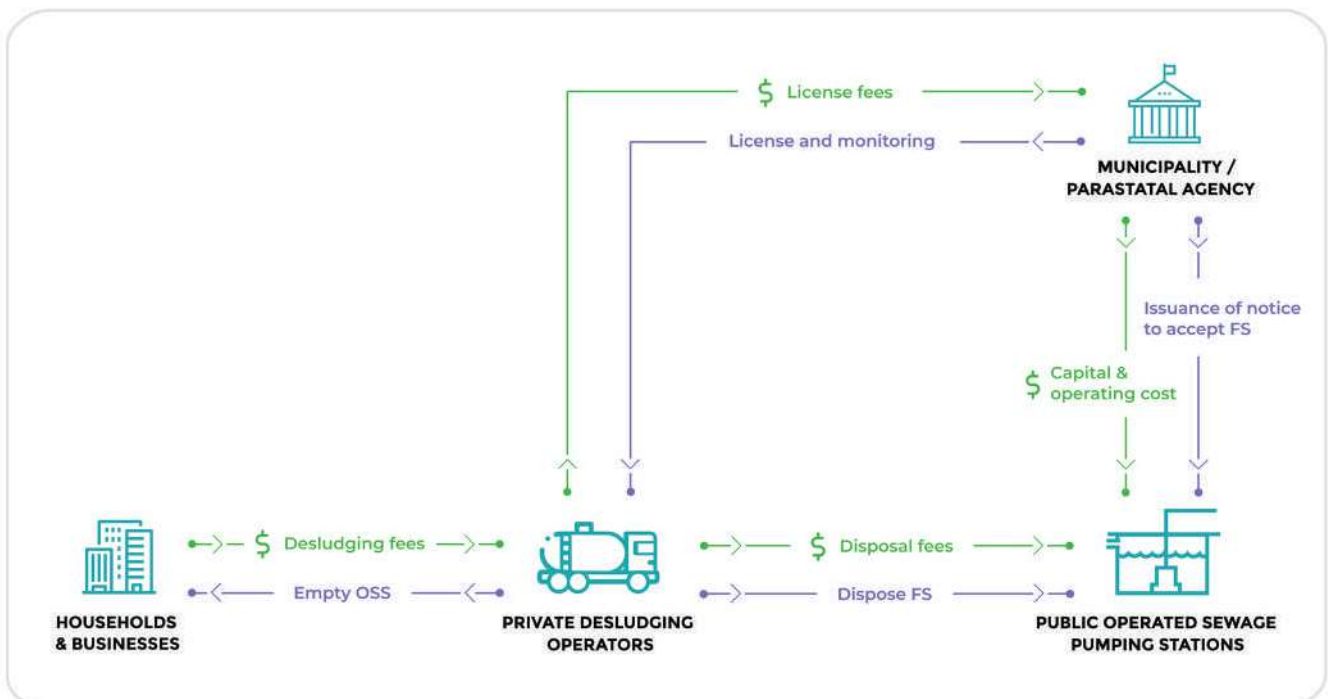 $ License fees
License and monitoring
MUNICIPALITY /
PARASTATAL AGENCY
Issuance of notice
to accept FS
$ Capital &
operating cost
$ Desludging fees
$ Disposal fees
Empty OSS
Dispose FS
HOUSEHOLDS
& BUSINESSES
PRIVATE DESLUDGING
OPERATORS
PUBLIC OPERATED SEWAGE
PUMPING STATIONS